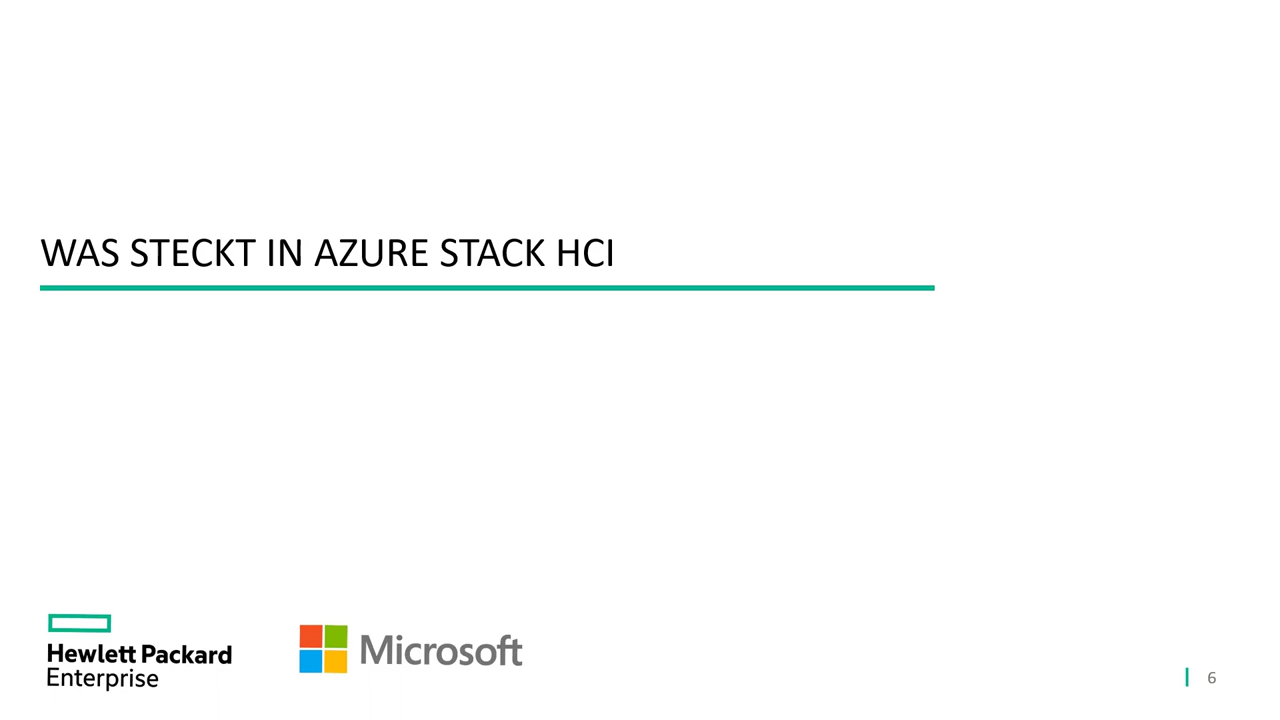 WAS STECKT IN AZURE STACK HCI
Hewlett Packard
Enterprise
Microsoft
6